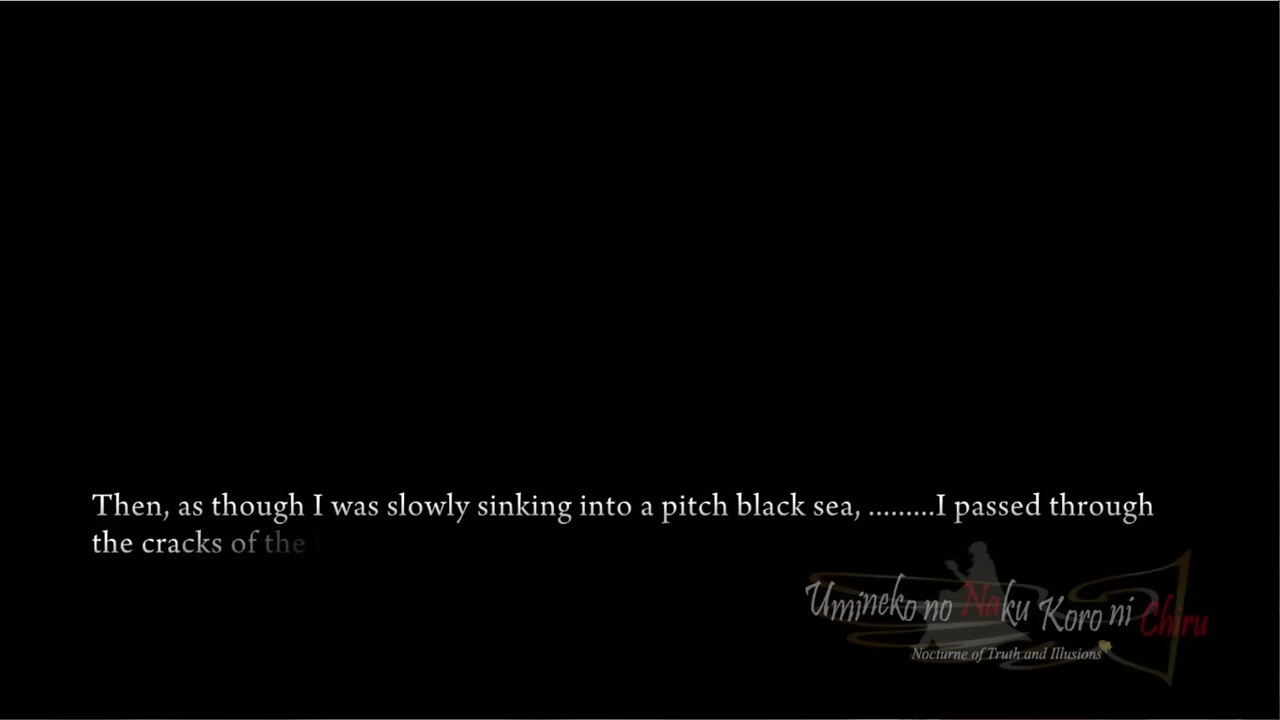 Then, as though I was slowly sinking into a pitch black sea, .........I passed through
the cracks of the
Umineko no Naku Koro ni Chiru
Nocturne of Truth and Illusions